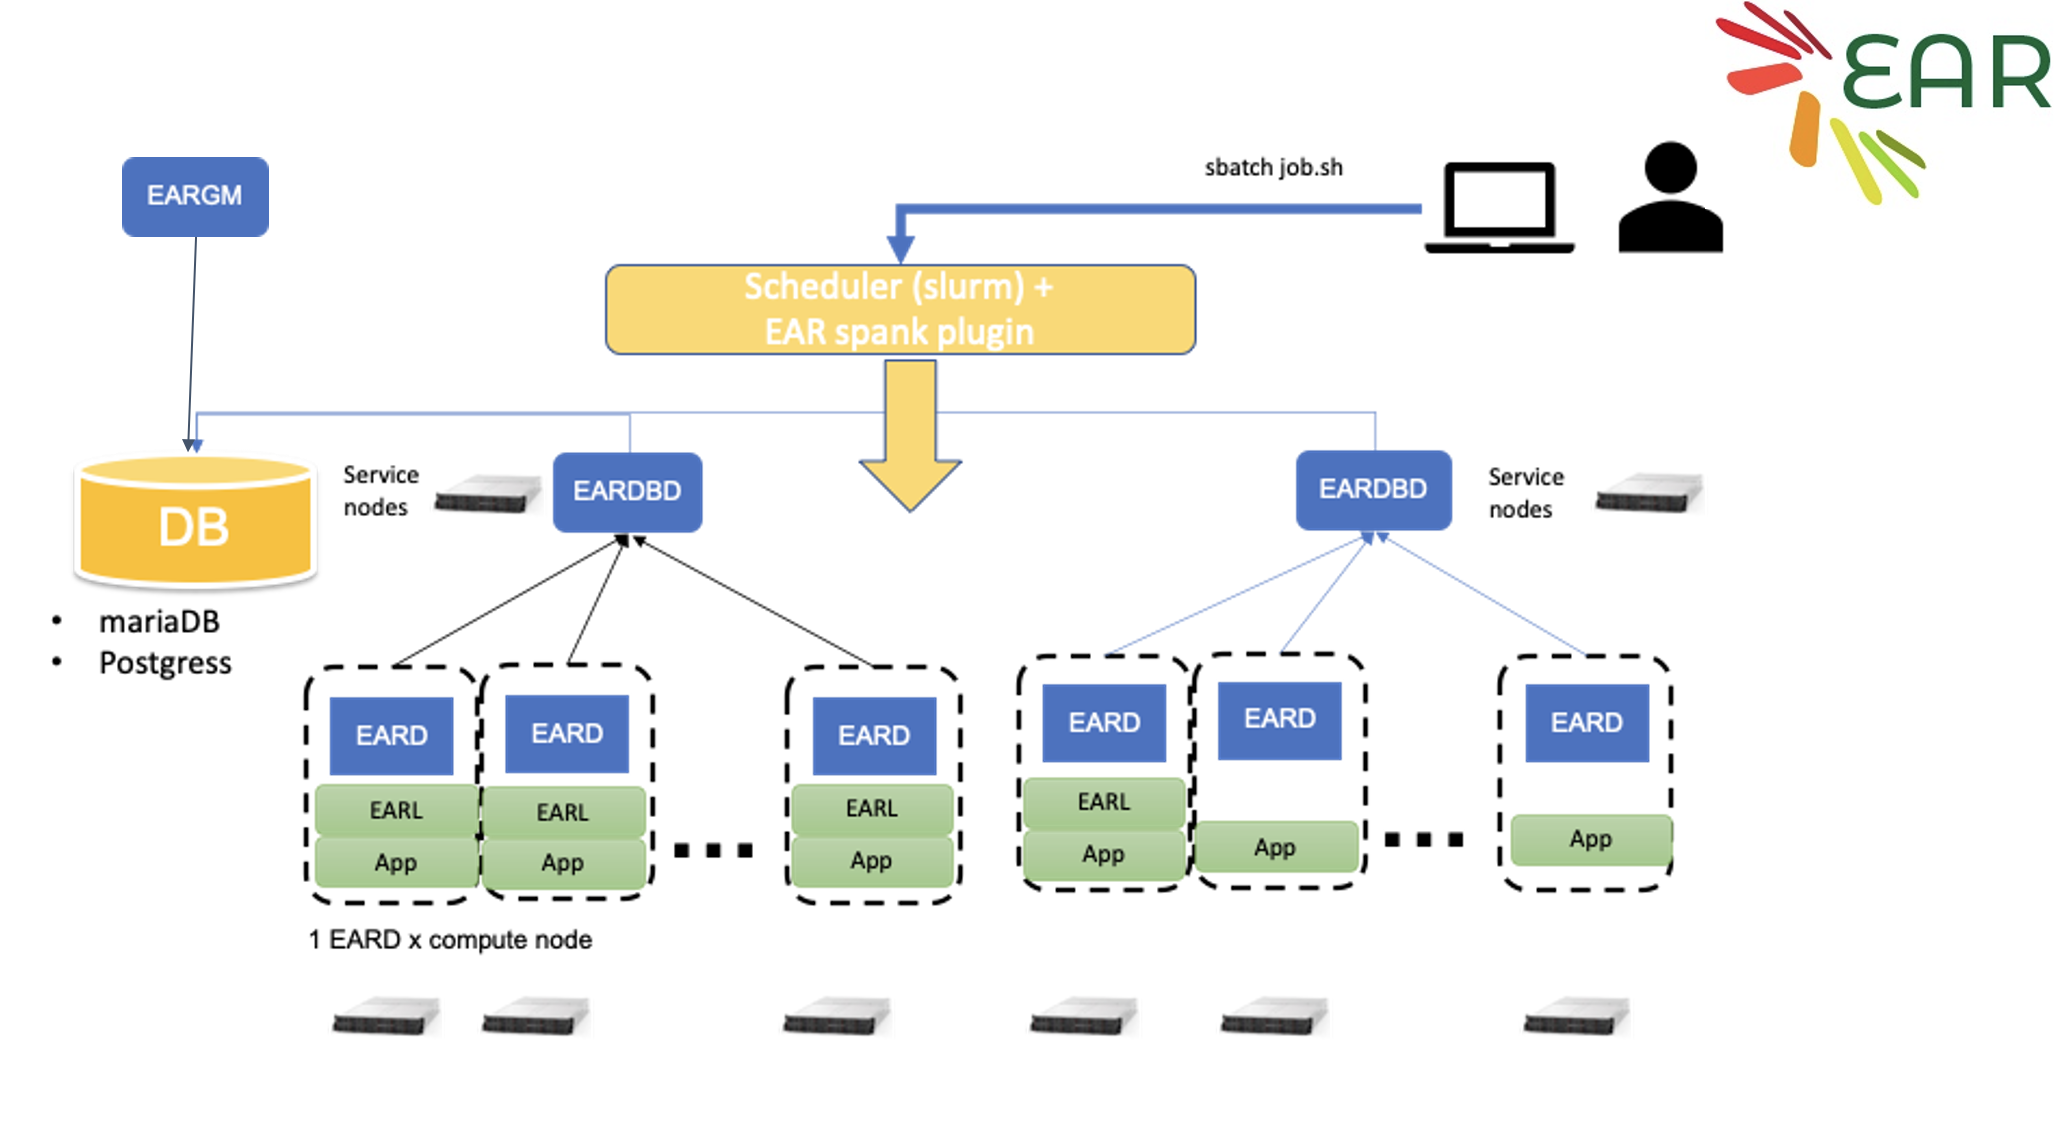 EAR
sbatch job.sh
EARGM
Scheduler (slurm) +
EAR spank plugin
DB
Service
nodes
EARDBD
EARDBD
Service
nodes
• mariaDB
• Postgress
EARD
EARL
App
EARD
EARL
App
EARD
EARL
App
EARD
EARL
App
EARD
App
EARD
App
1 EARD x compute node